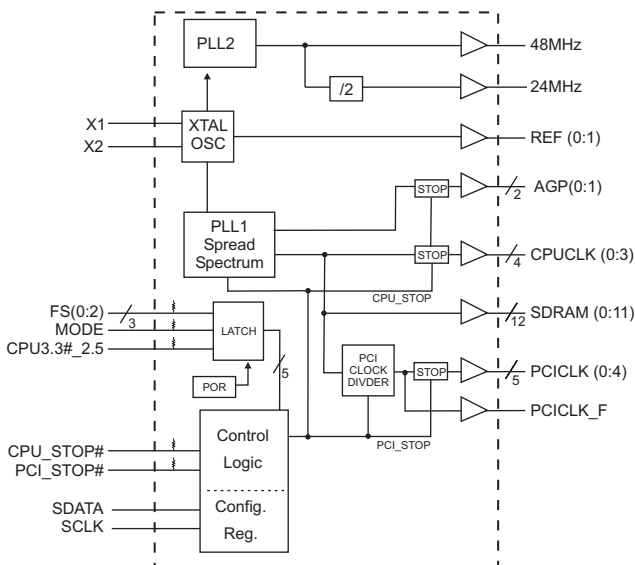 PLL2
48MHz
/2
24MHz
X1
X2
XTAL
OSC
REF (0:1)
STOP
2
AGP(0:1)
PLL1
Spread
Spectrum
STOP
4
CPUCLK (0:3)
CPU_STOP
FS(0:2)
3
MODE
CPU3.3#_2.5
LATCH
5
POR
12
SDRAM (0:11)
PCI
CLOCK
DIVDER
STOP
5
PCICLK (0:4)
PCICLK_F
PCI_STOP
CPU_STOP#
PCI_STOP#
SDATA
SCLK
Control
Logic
Config.
Reg.